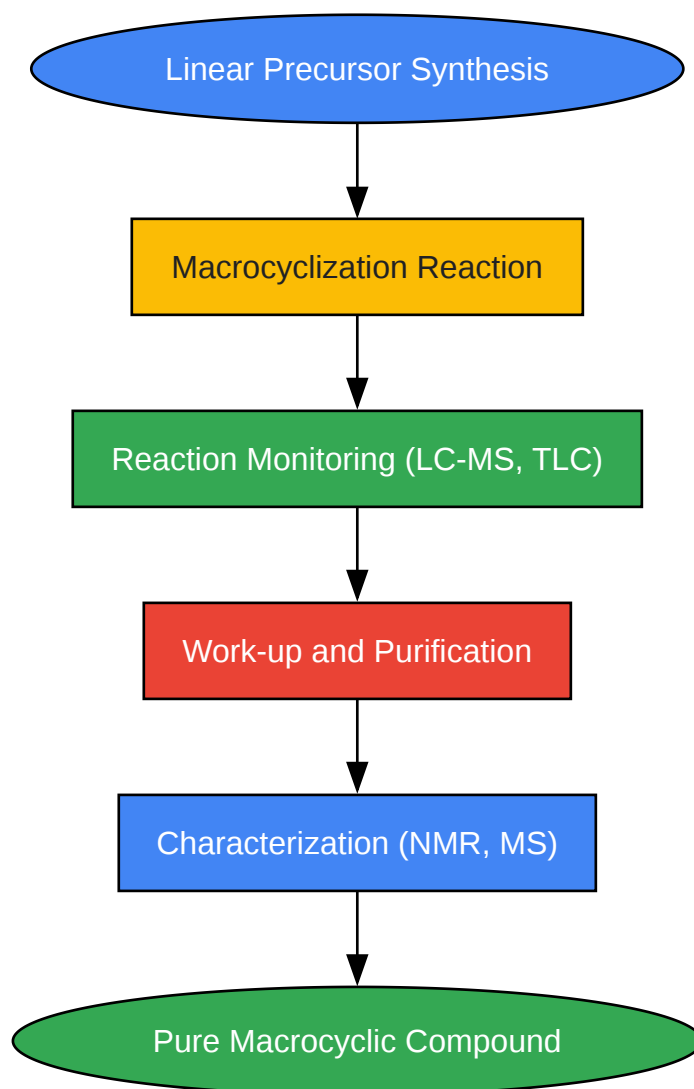 Linear Precursor Synthesis
Macrocyclization Reaction
Reaction Monitoring (LC-MS, TLC)
Work-up and Purification
Characterization (NMR, MS)
Pure Macrocyclic Compound